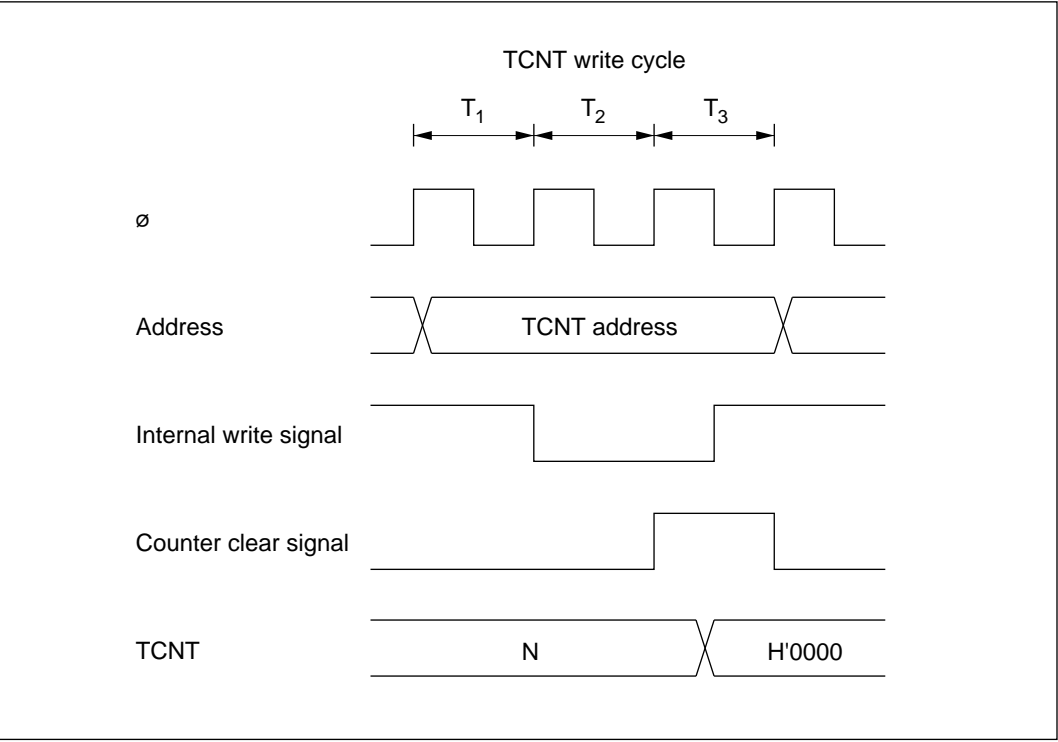 TCNT write cycle
T1 T2 T3
ø
Address TCNT address
Internal write signal
Counter clear signal
TCNT N H'0000